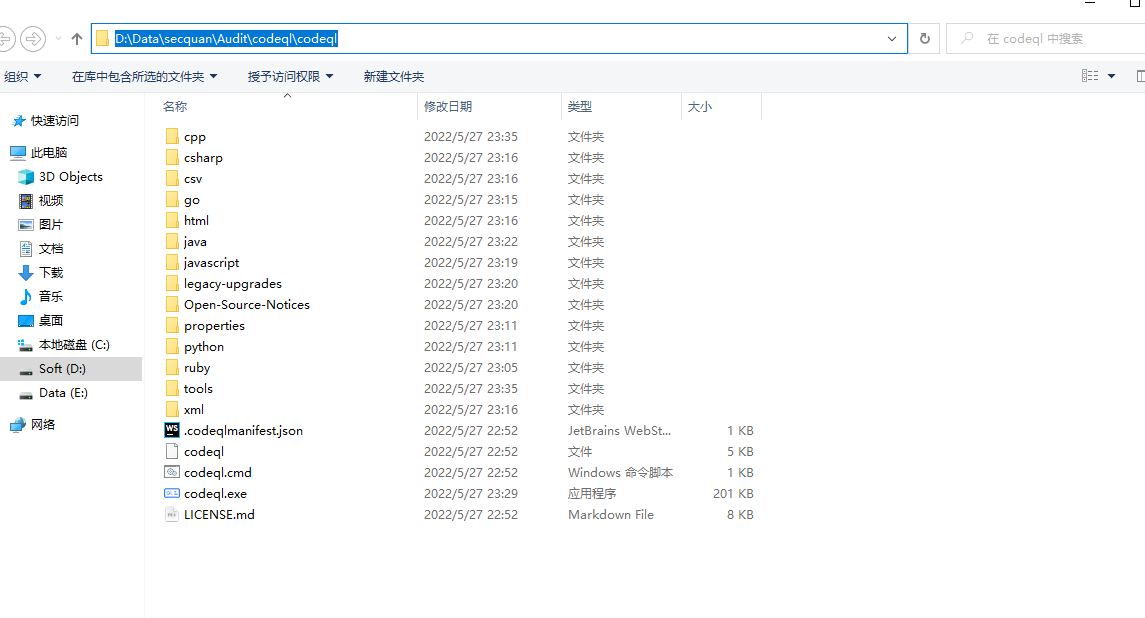 D:\Data\secquan\Audit\codeql\codeql
在 codeql 中搜索
组织 在库中包含所选的文件夹 授予访问权限 新建文件夹
快速访问
此电脑
3D Objects
视频
图片
文档
下载
音乐
桌面
本地磁盘 (C:)
Soft (D:)
Data (E:)
网络
名称 修改日期 类型 大小
cpp 2022/5/27 23:35 文件夹
csharp 2022/5/27 23:16 文件夹
csv 2022/5/27 23:16 文件夹
go 2022/5/27 23:15 文件夹
html 2022/5/27 23:16 文件夹
java 2022/5/27 23:22 文件夹
javascript 2022/5/27 23:19 文件夹
legacy-upgrades 2022/5/27 23:20 文件夹
Open-Source-Notices 2022/5/27 23:20 文件夹
properties 2022/5/27 23:11 文件夹
python 2022/5/27 23:11 文件夹
ruby 2022/5/27 23:05 文件夹
tools 2022/5/27 23:35 文件夹
xml 2022/5/27 23:16 文件夹
WS .codeqlmanifest.json 2022/5/27 22:52 JetBrains WebSt... 1 KB
codeql 2022/5/27 22:52 文件 5 KB
codeql.cmd 2022/5/27 22:52 Windows 命令脚本 1 KB
codeql.exe 2022/5/27 23:29 应用程序 201 KB
LICENSE.md 2022/5/27 22:52 Markdown File 8 KB